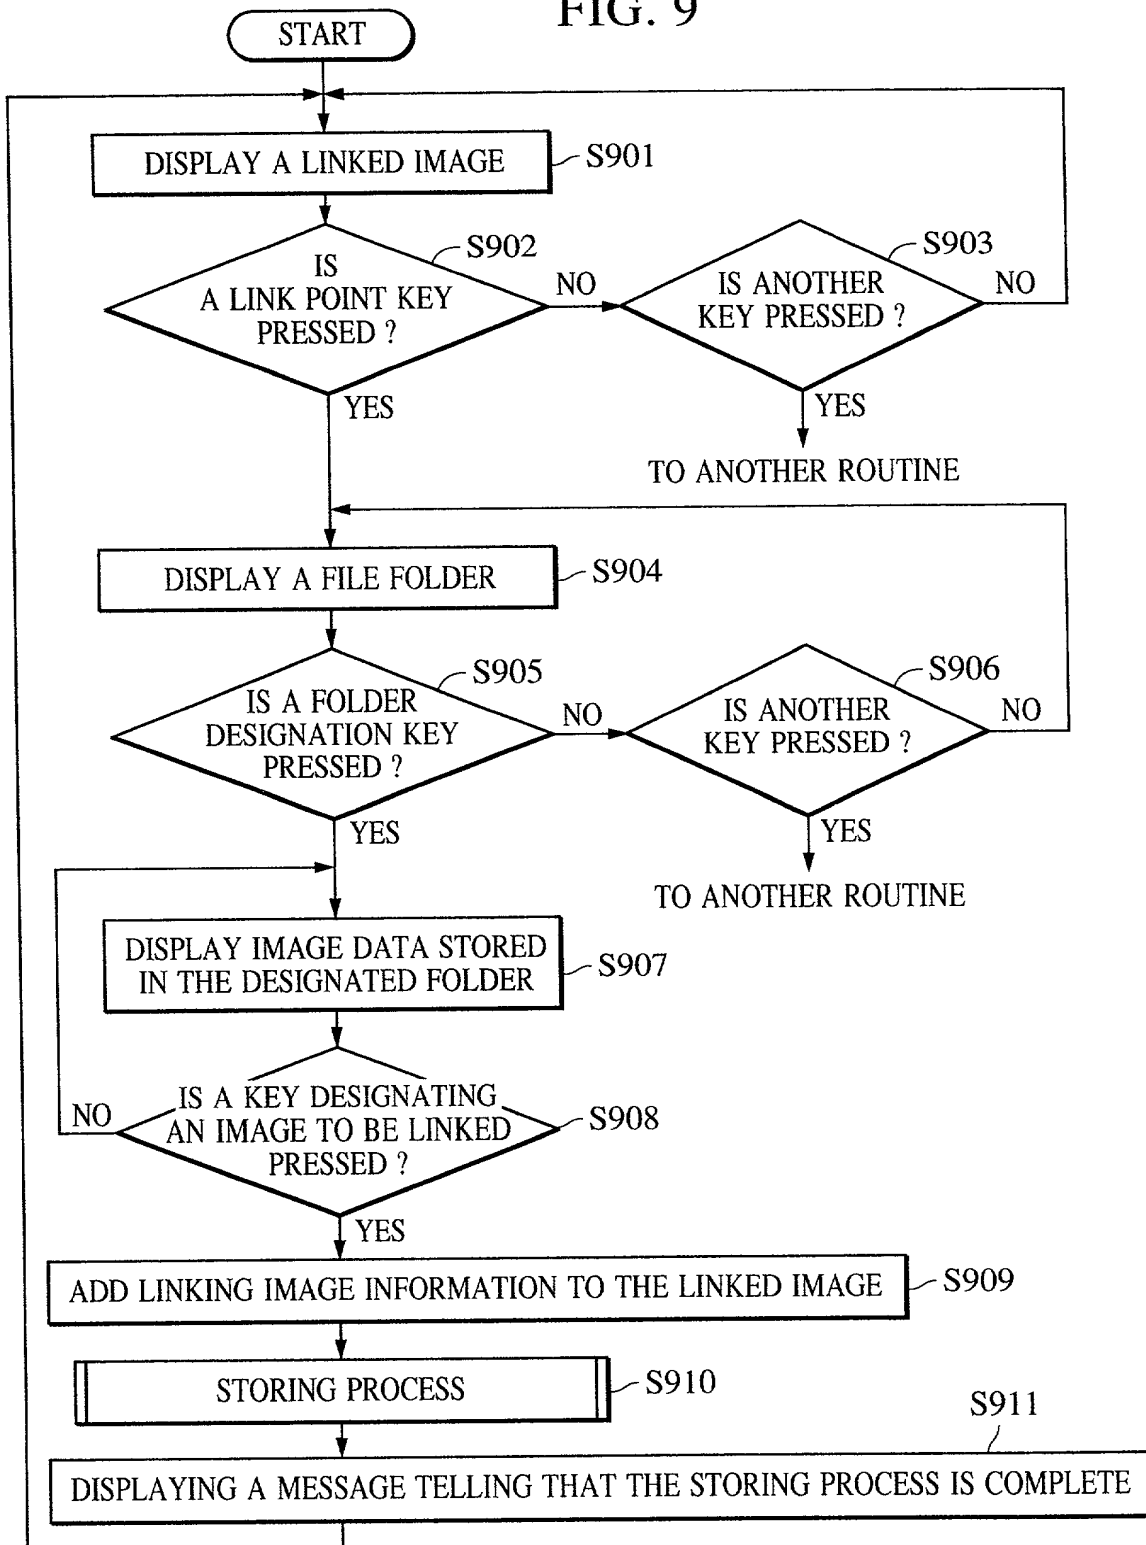 FIG. 9
START
DISPLAY A LINKED IMAGE
S901
IS
A LINK POINT KEY
PRESSED ?
S902
NO
IS ANOTHER
KEY PRESSED ?
S903
NO
YES
YES
TO ANOTHER ROUTINE
DISPLAY A FILE FOLDER
S904
IS A FOLDER
DESIGNATION KEY
PRESSED ?
S905
NO
IS ANOTHER
KEY PRESSED ?
S906
NO
YES
YES
TO ANOTHER ROUTINE
DISPLAY IMAGE DATA STORED
IN THE DESIGNATED FOLDER
S907
IS A KEY DESIGNATING
AN IMAGE TO BE LINKED
PRESSED ?
S908
NO
YES
ADD LINKING IMAGE INFORMATION TO THE LINKED IMAGE
S909
STORING PROCESS
S910
S911
DISPLAYING A MESSAGE TELLING THAT THE STORING PROCESS IS COMPLETE